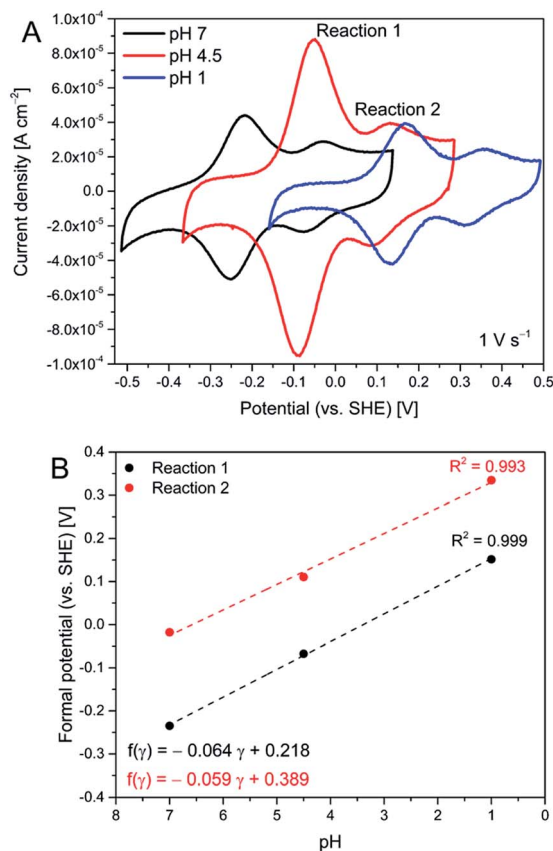 A
pH 7
pH 4.5
pH 1
Reaction 1
Reaction 2
1.0x10⁻⁴
8.0x10⁻⁵
6.0x10⁻⁵
4.0x10⁻⁵
2.0x10⁻⁵
0.0
-2.0x10⁻⁵
-4.0x10⁻⁵
-6.0x10⁻⁵
-8.0x10⁻⁵
-1.0x10⁻⁴
Current density [A cm⁻²]
1 V s⁻¹
-0.5 -0.4 -0.3 -0.2 -0.1 0.0 0.1 0.2 0.3 0.4 0.5
Potential (vs. SHE) [V]
B
Reaction 1
Reaction 2
R² = 0.993
R² = 0.999
0.4
0.3
0.2
0.1
0.0
-0.1
-0.2
-0.3
-0.4
Formal potential (vs. SHE) [V]
f(γ) = − 0.064 γ + 0.218
f(γ) = − 0.059 γ + 0.389
8 7 6 5 4 3 2 1 0
pH